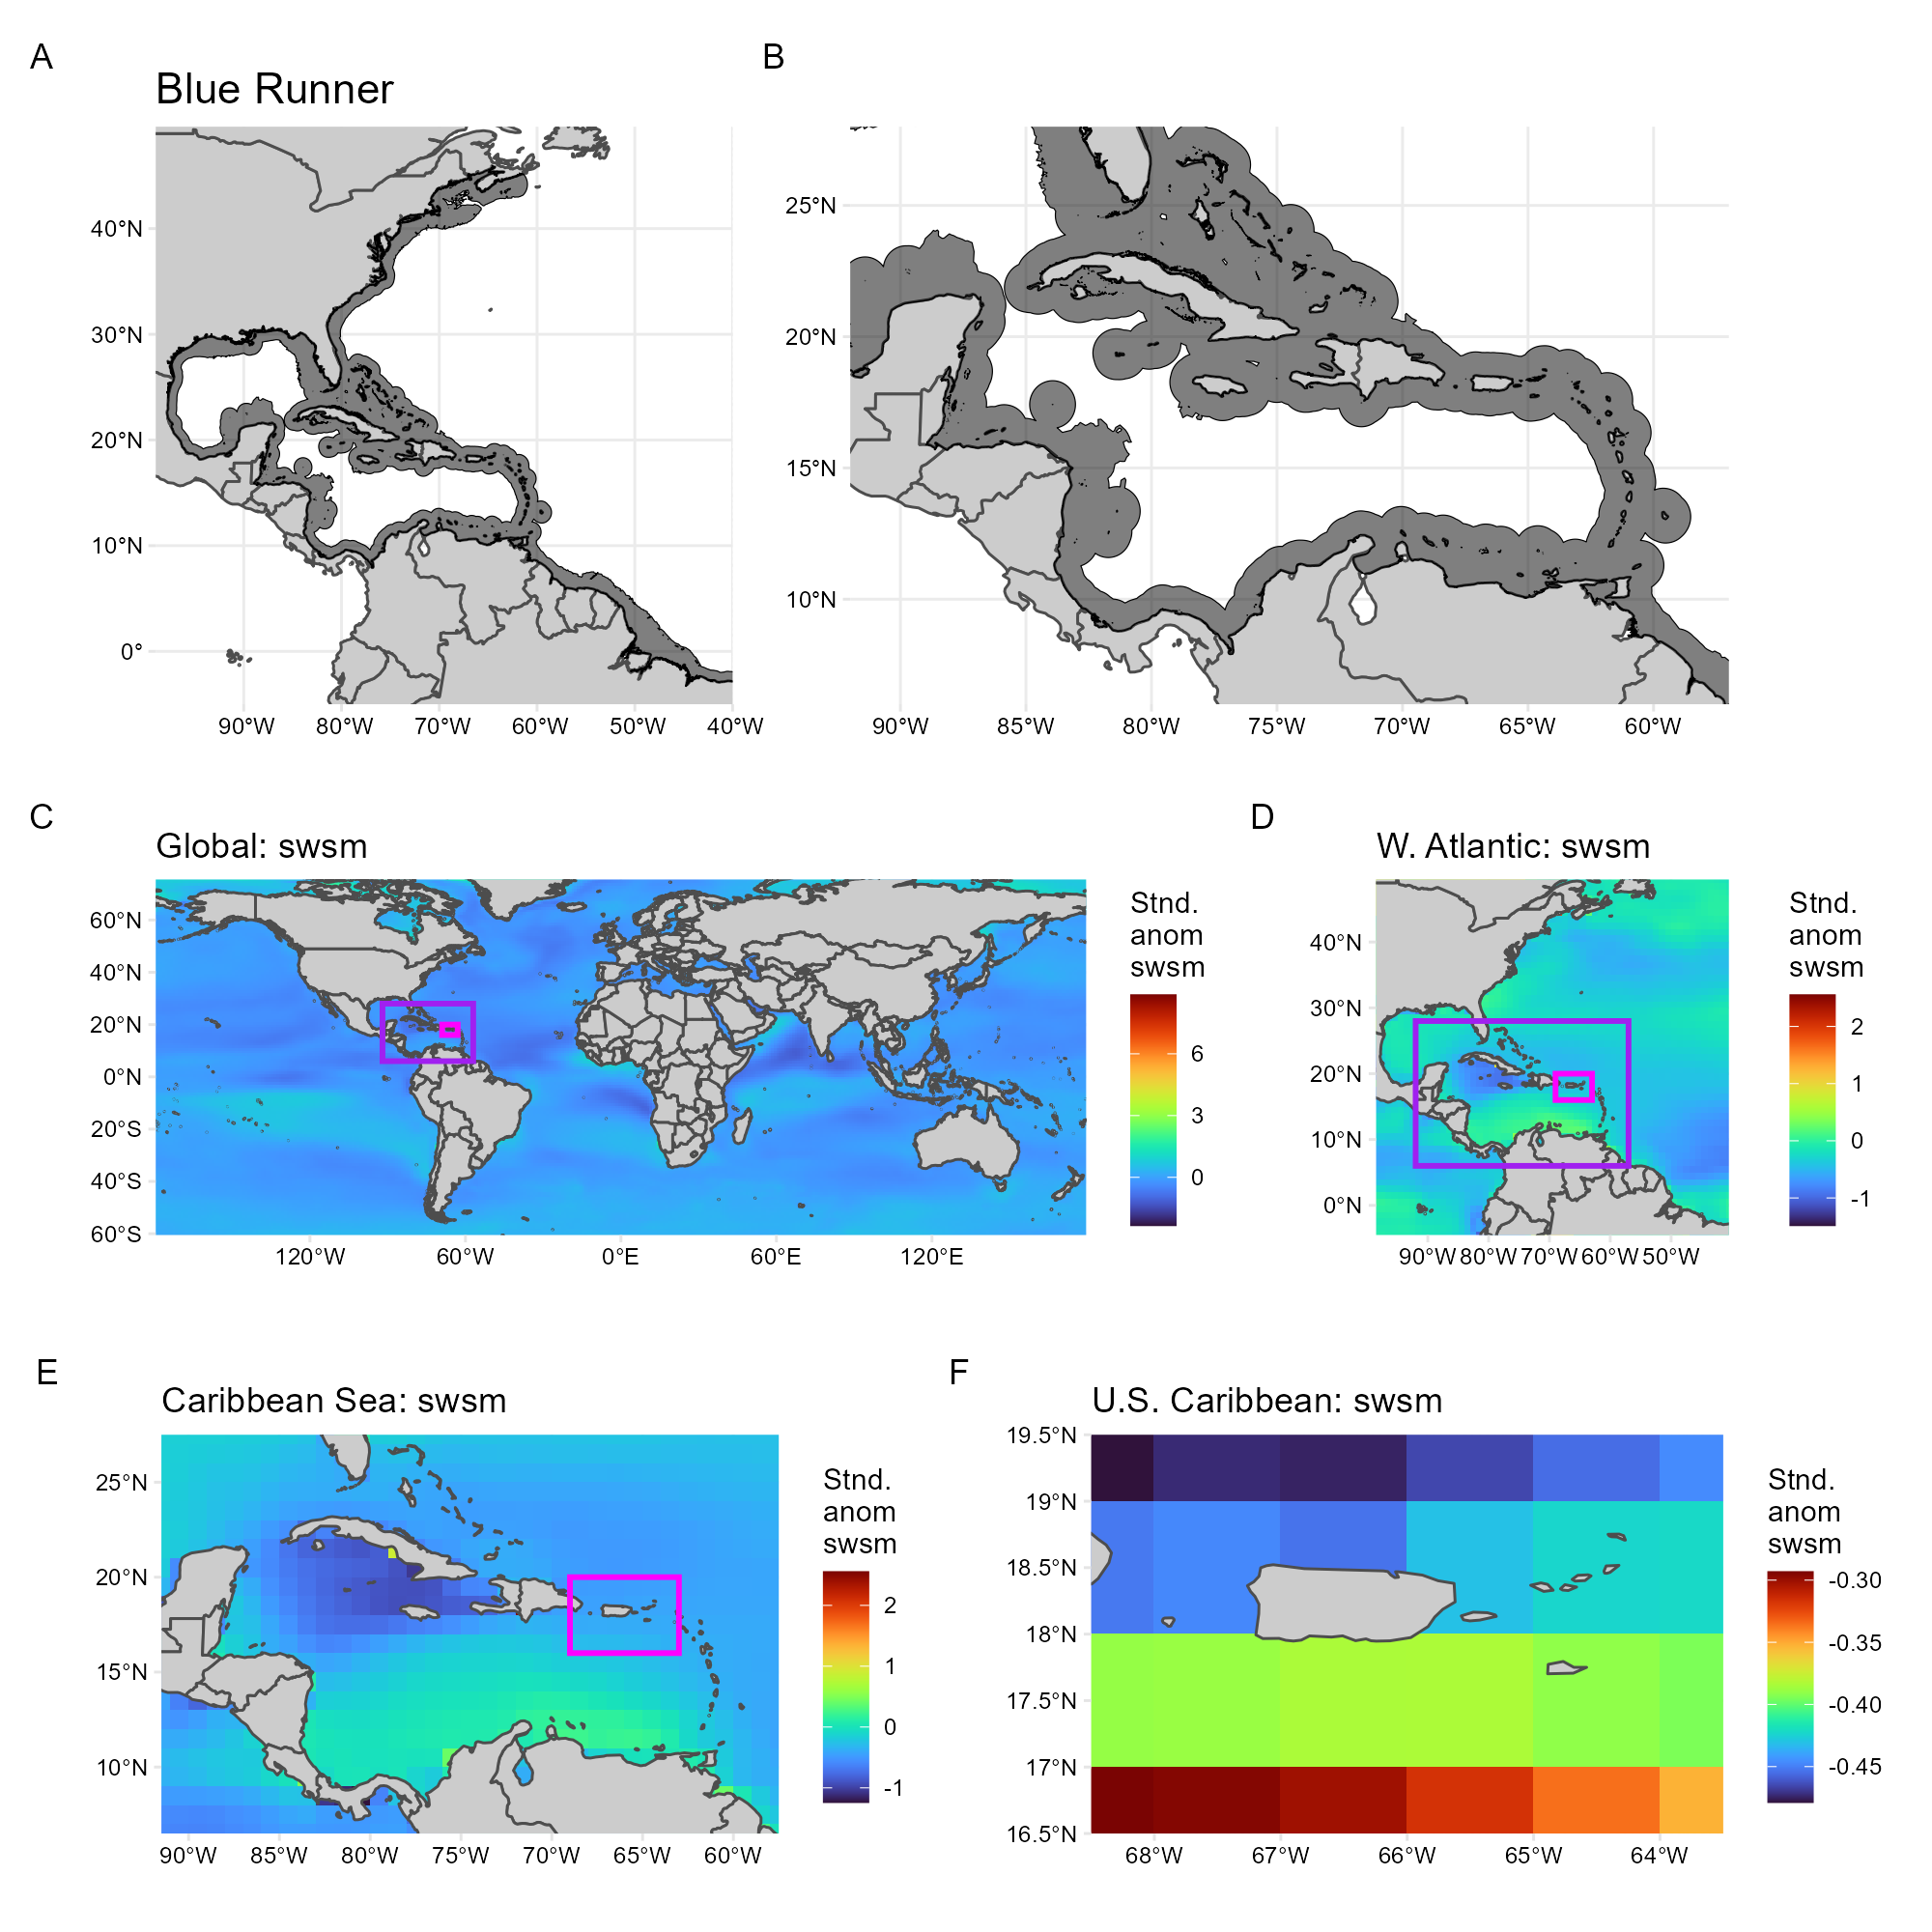 A
B
Blue Runner
40°N
30°N
20°N
10°N
0°
90°W 80°W 70°W 60°W 50°W 40°W
25°N
20°N
15°N
10°N
90°W 85°W 80°W 75°W 70°W 65°W 60°W
C
Global: swsm
60°N
40°N
20°N
0°N
20°S
40°S
60°S
120°W 60°W 0°E 60°E 120°E
Stnd.
anom
swsm
6
3
0
D
W. Atlantic: swsm
40°N
30°N
20°N
10°N
0°N
90°W 80°W 70°W 60°W 50°W
Stnd.
anom
swsm
2
1
0
-1
E
Caribbean Sea: swsm
25°N
20°N
15°N
10°N
90°W 85°W 80°W 75°W 70°W 65°W 60°W
Stnd.
anom
swsm
2
1
0
-1
F
U.S. Caribbean: swsm
19.5°N
19°N
18.5°N
18°N
17.5°N
17°N
16.5°N
68°W 67°W 66°W 65°W 64°W
Stnd.
anom
swsm
-0.30
-0.35
-0.40
-0.45